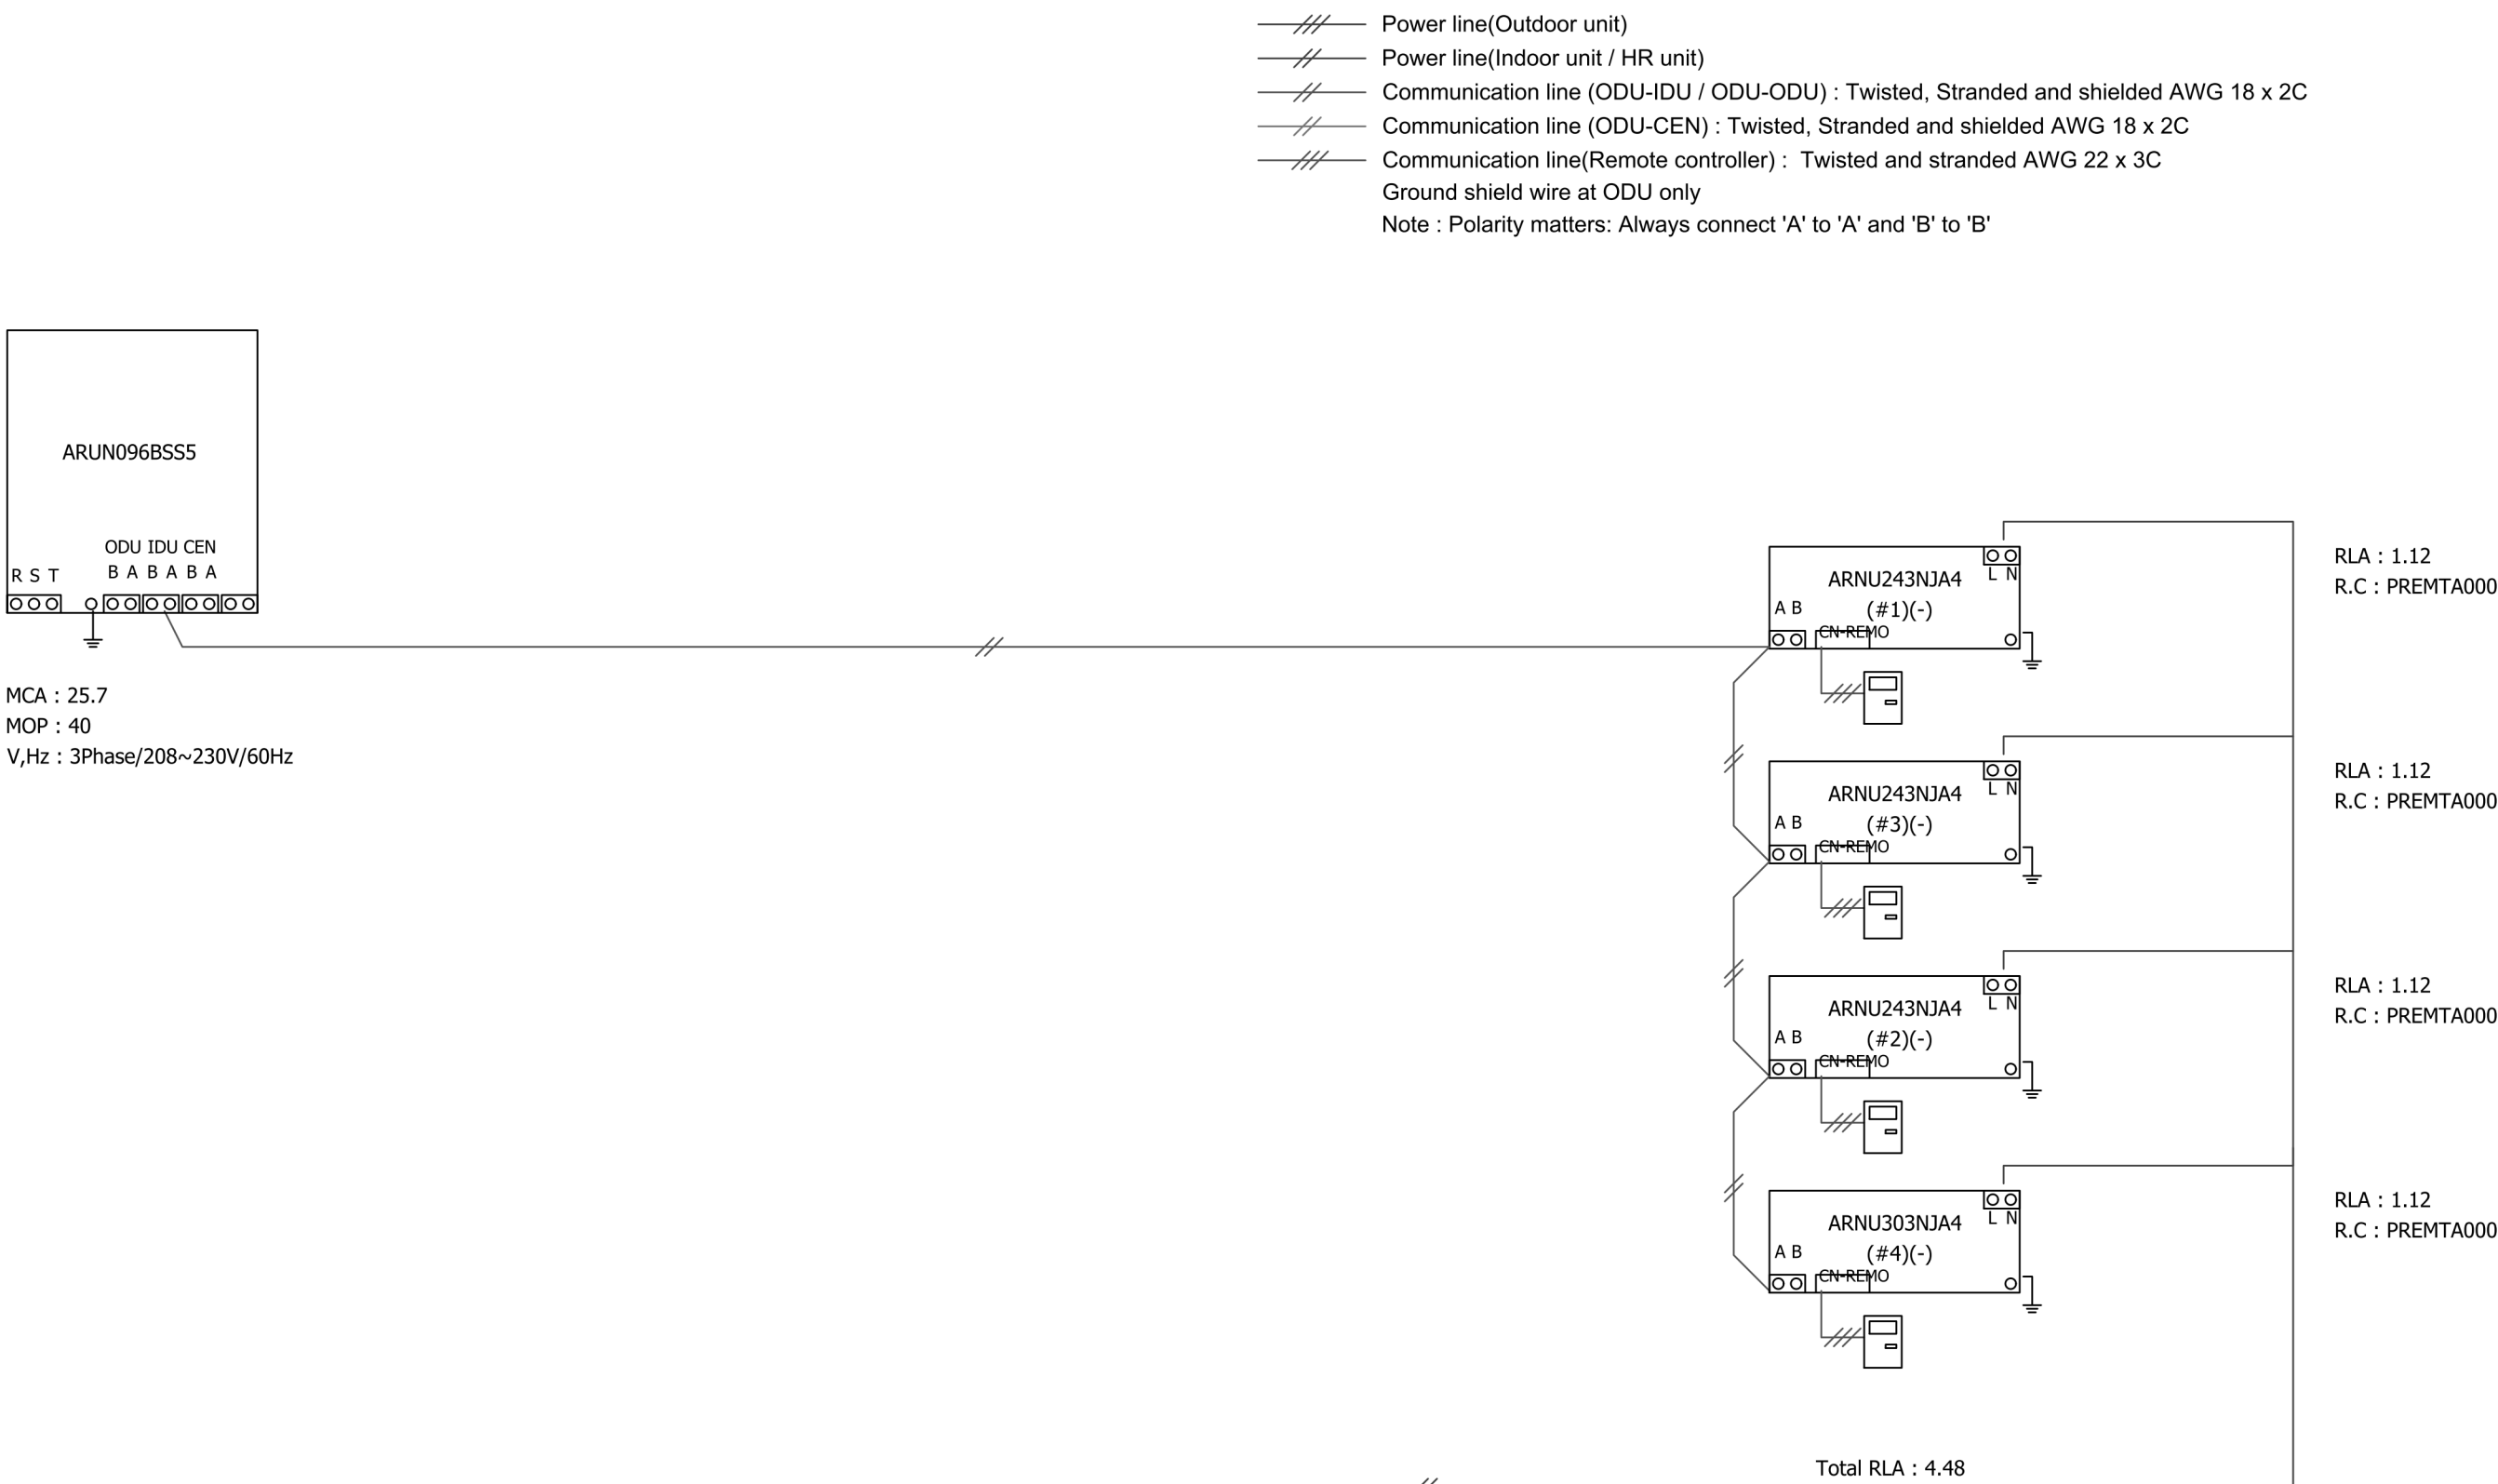 Power line(Outdoor unit)
Power line(Indoor unit / HR unit)
Communication line (ODU-IDU / ODU-ODU) : Twisted, Stranded and shielded AWG 18 x 2C
Communication line (ODU-CEN) : Twisted, Stranded and shielded AWG 18 x 2C
Communication line(Remote controller) :  Twisted and stranded AWG 22 x 3C
Ground shield wire at ODU only
Note : Polarity matters: Always connect 'A' to 'A' and 'B' to 'B'
ARUN096BSS5
ODU IDU CEN
R S T
B A B A B A
MCA : 25.7
MOP : 40
V,Hz : 3Phase/208~230V/60Hz
L N
ARNU243NJA4
(#1)(-)
A B
CN-REMO
RLA : 1.12
R.C : PREMTA000
L N
ARNU243NJA4
(#3)(-)
A B
CN-REMO
RLA : 1.12
R.C : PREMTA000
L N
ARNU243NJA4
(#2)(-)
A B
CN-REMO
RLA : 1.12
R.C : PREMTA000
L N
ARNU303NJA4
(#4)(-)
A B
CN-REMO
RLA : 1.12
R.C : PREMTA000
Total RLA : 4.48